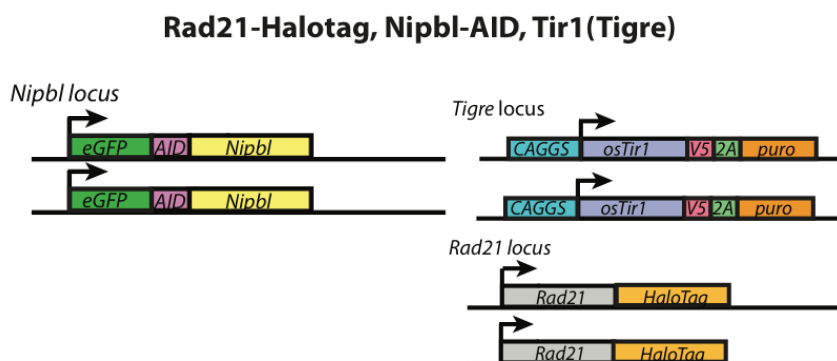 Rad21-Halotag, Nipbl-AID, Tir1(Tigre)
Nipbl locus
eGFP AID Nipbl
eGFP AID Nipbl
Tigre locus
CAGGS osTir1 V5 2A puro
CAGGS osTir1 V5 2A puro
Rad21 locus
Rad21 HaloTag
Rad21 HaloTag